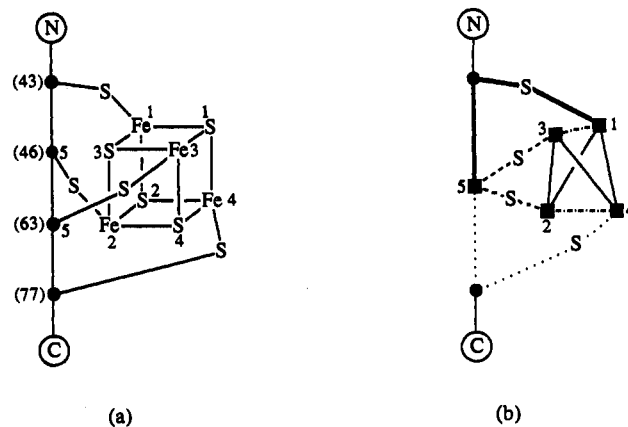 N N
(43) S 1 1 S
Fe S 3 1
(46) 5 3 S Fe 3 S
S S S 2 Fe 4 5 S
(63) 5 Fe S 2 4
2 4 S S
(77)
C C
(a) (b)